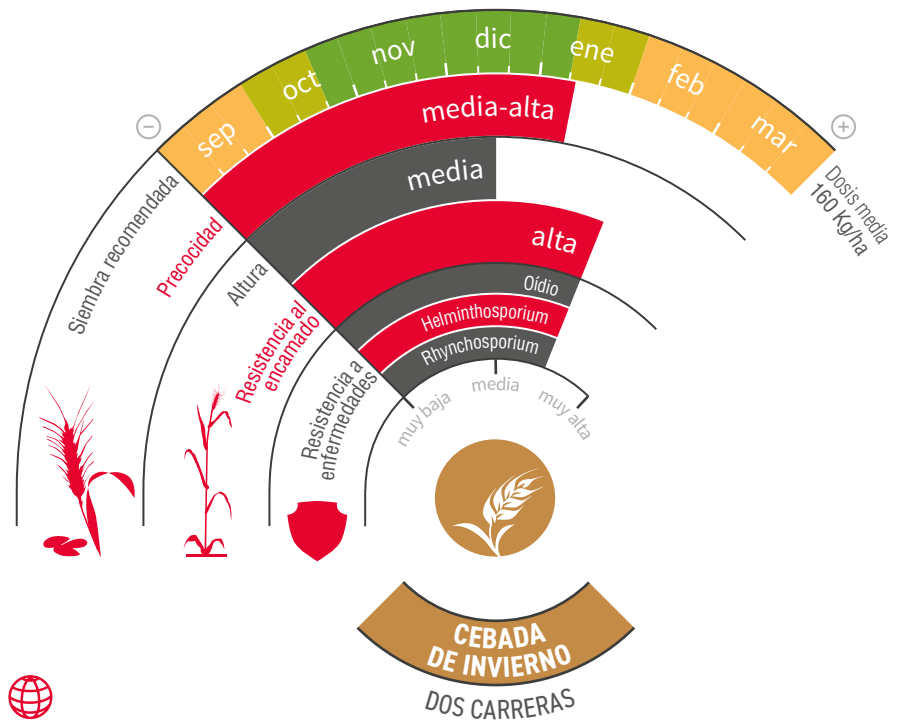 sep
oct
nov
dic
ene
feb
mar
−
+
Dosis media
160 Kg/ha
Siembra recomendada
Precocidad
media-alta
Altura
media
Resistencia al
encamado
alta
Resistencia a
enfermedades
Oídio
Helminthosporium
Rhynchosporium
muy baja
media
muy alta
CEBADA
DE INVIERNO
DOS CARRERAS